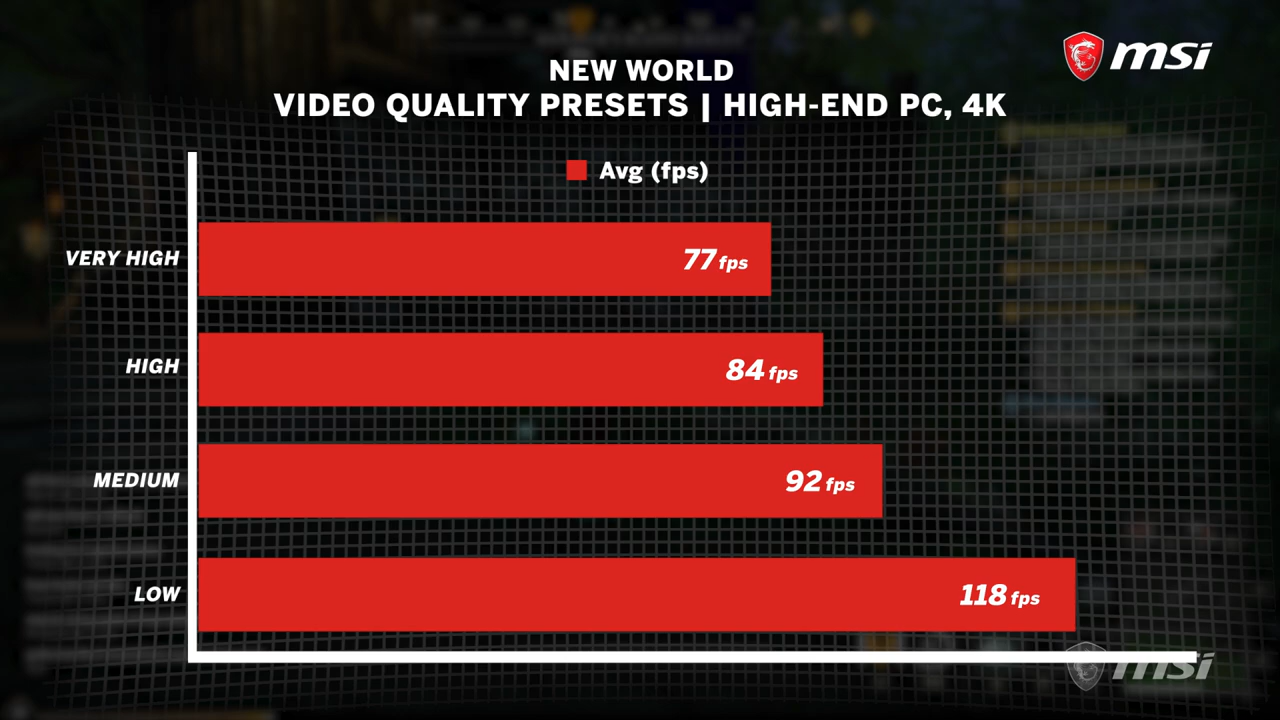 msi
NEW WORLD
VIDEO QUALITY PRESETS | HIGH-END PC, 4K
Avg (fps)
VERY HIGH 77 fps
HIGH 84 fps
MEDIUM 92 fps
LOW 118 fps
msi